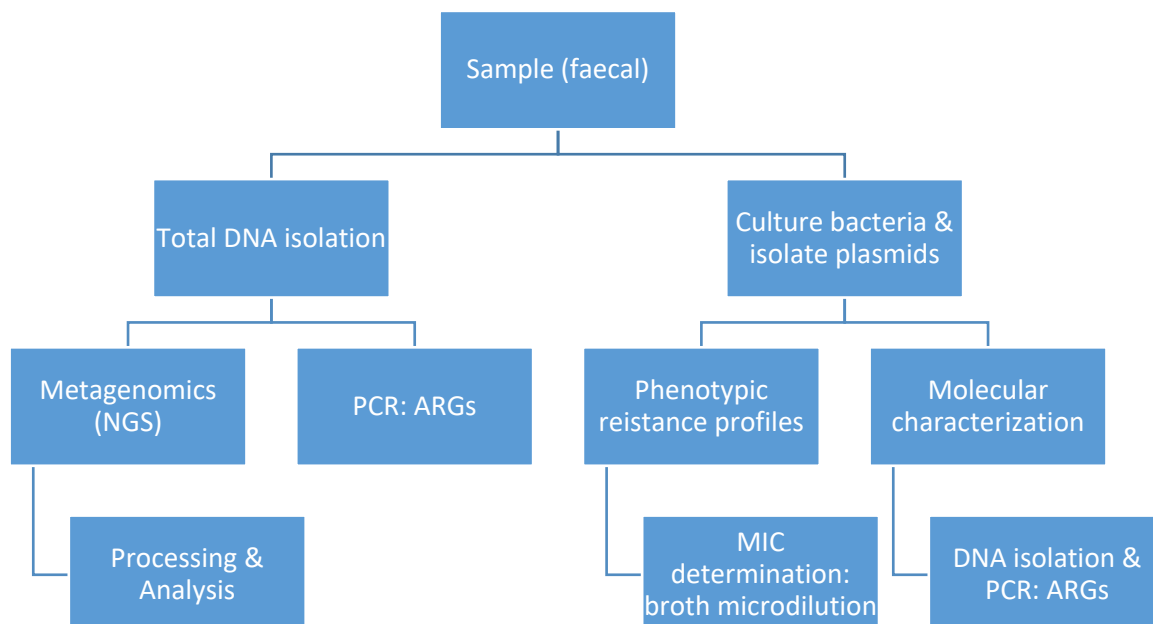 Sample (faecal)
Total DNA isolation
Culture bacteria &
isolate plasmids
Metagenomics
(NGS)
PCR: ARGs
Phenotypic
reistance profiles
Molecular
characterization
Processing &
Analysis
MIC
determination:
broth microdilution
DNA isolation &
PCR: ARGs